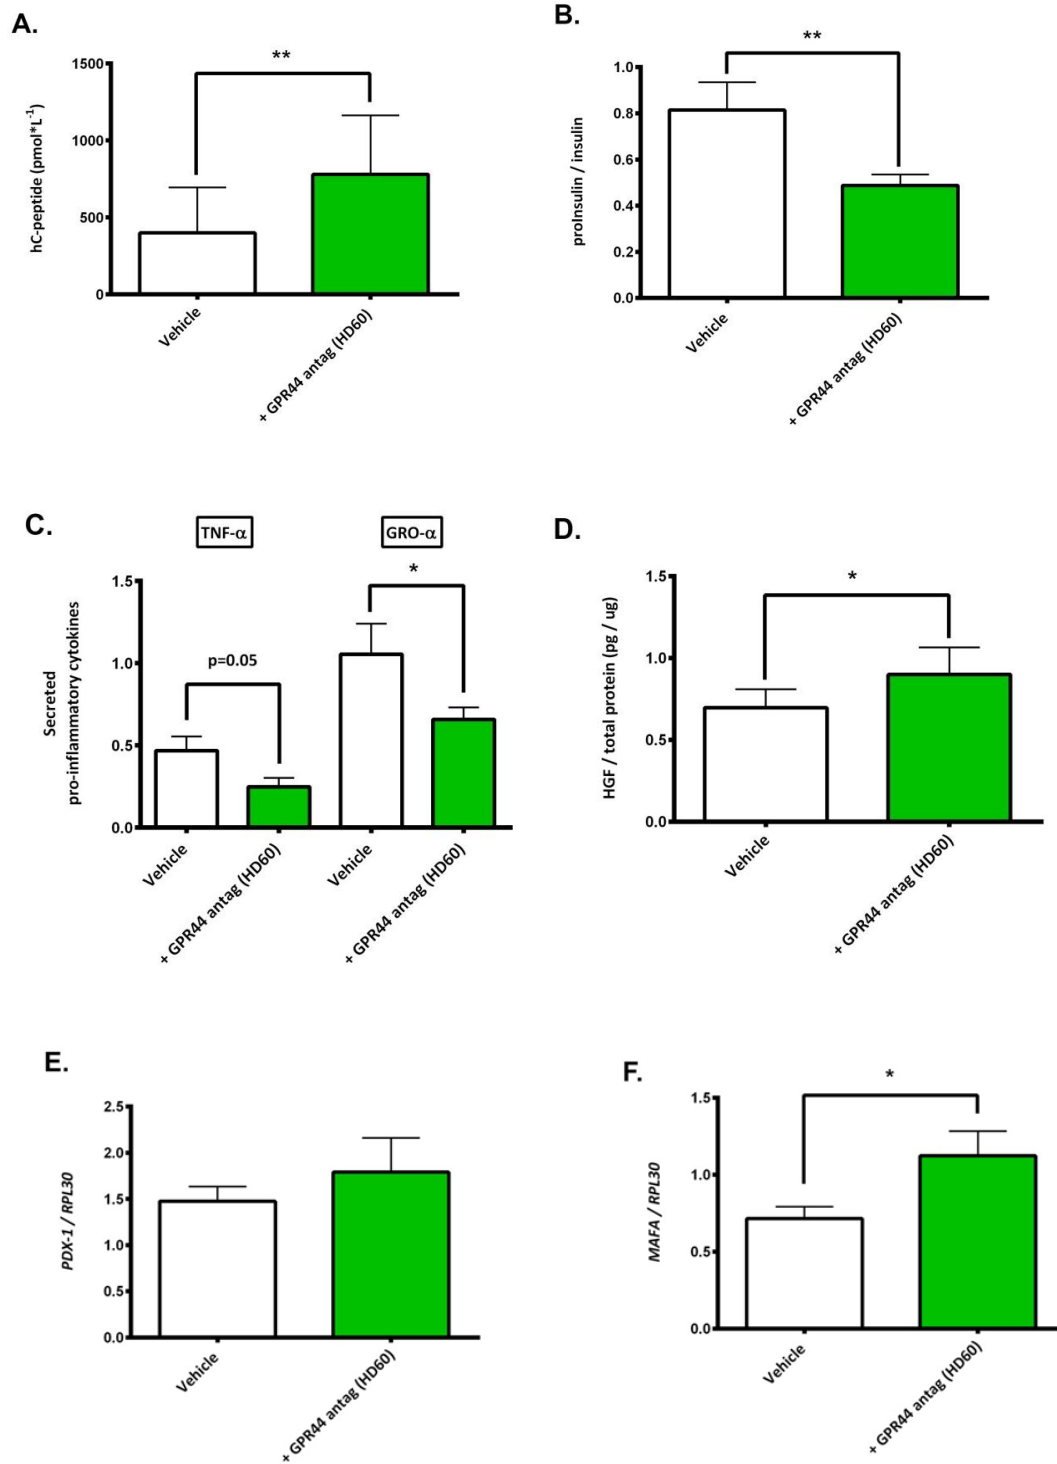 A.
**
1500
1000
500
0
hC-peptide (pmol*L-1)
Vehicle
+ GPR44 antag (HD60)
B.
**
1.0
0.8
0.6
0.4
0.2
0.0
proInsulin / insulin
Vehicle
+ GPR44 antag (HD60)
C.
TNF-α
GRO-α
*
p=0.05
1.5
1.0
0.5
0.0
Secreted
pro-inflammatory cytokines
Vehicle
+ GPR44 antag (HD60)
Vehicle
+ GPR44 antag (HD60)
D.
*
1.5
1.0
0.5
0.0
HGF / total protein (pg / ug)
Vehicle
+ GPR44 antag (HD60)
E.
2.5
2.0
1.5
1.0
0.5
0.0
PDX-1 / RPL30
Vehicle
+ GPR44 antag (HD60)
F.
*
1.5
1.0
0.5
0.0
MAFA / RPL30
Vehicle
+ GPR44 antag (HD60)